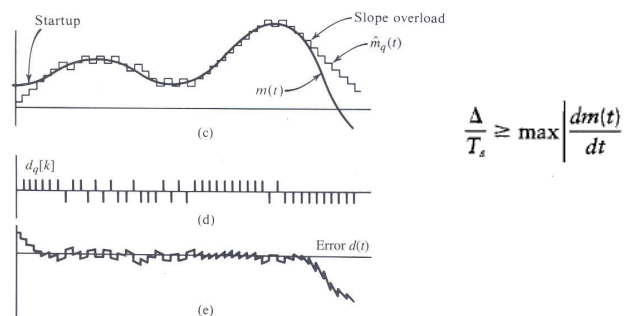 Startup
Slope overload
m̂q(t)
m(t)
(c)
Δ/Ts ≥ max |dm(t)/dt
dq[k]
(d)
Error d(t)
(e)